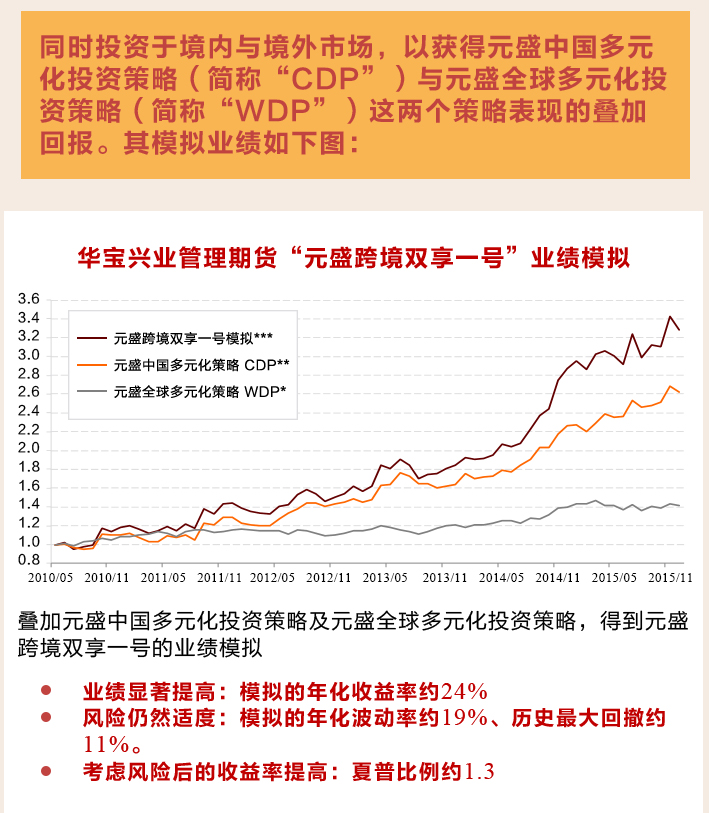 同时投资于境内与境外市场，以获得元盛中国多元
化投资策略（简称“CDP”）与元盛全球多元化投
资策略（简称“WDP”）这两个策略表现的叠加
回报。其模拟业绩如下图：
华宝兴业管理期货“元盛跨境双享一号”业绩模拟
3.6
3.4
3.2
3.0
2.8
2.6
2.4
2.2
2.0
1.8
1.6
1.4
1.2
1.0
0.8
元盛跨境双享一号模拟***
元盛中国多元化策略 CDP**
元盛全球多元化策略 WDP*
2010/05 2010/11 2011/05 2011/11 2012/05 2012/11 2013/05 2013/11 2014/05 2014/11 2015/05 2015/11
叠加元盛中国多元化投资策略及元盛全球多元化投资策略，得到元盛
跨境双享一号的业绩模拟
● 业绩显著提高：模拟的年化收益率约24%
● 风险仍然适度：模拟的年化波动率约19%、历史最大回撤约
11%。
● 考虑风险后的收益率提高：夏普比例约1.3